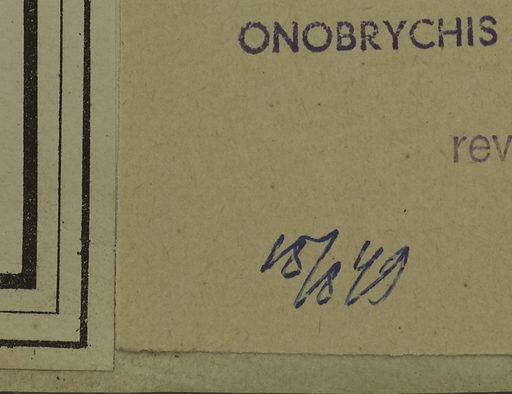 ONOBRYCHIS
rev
18/8 49